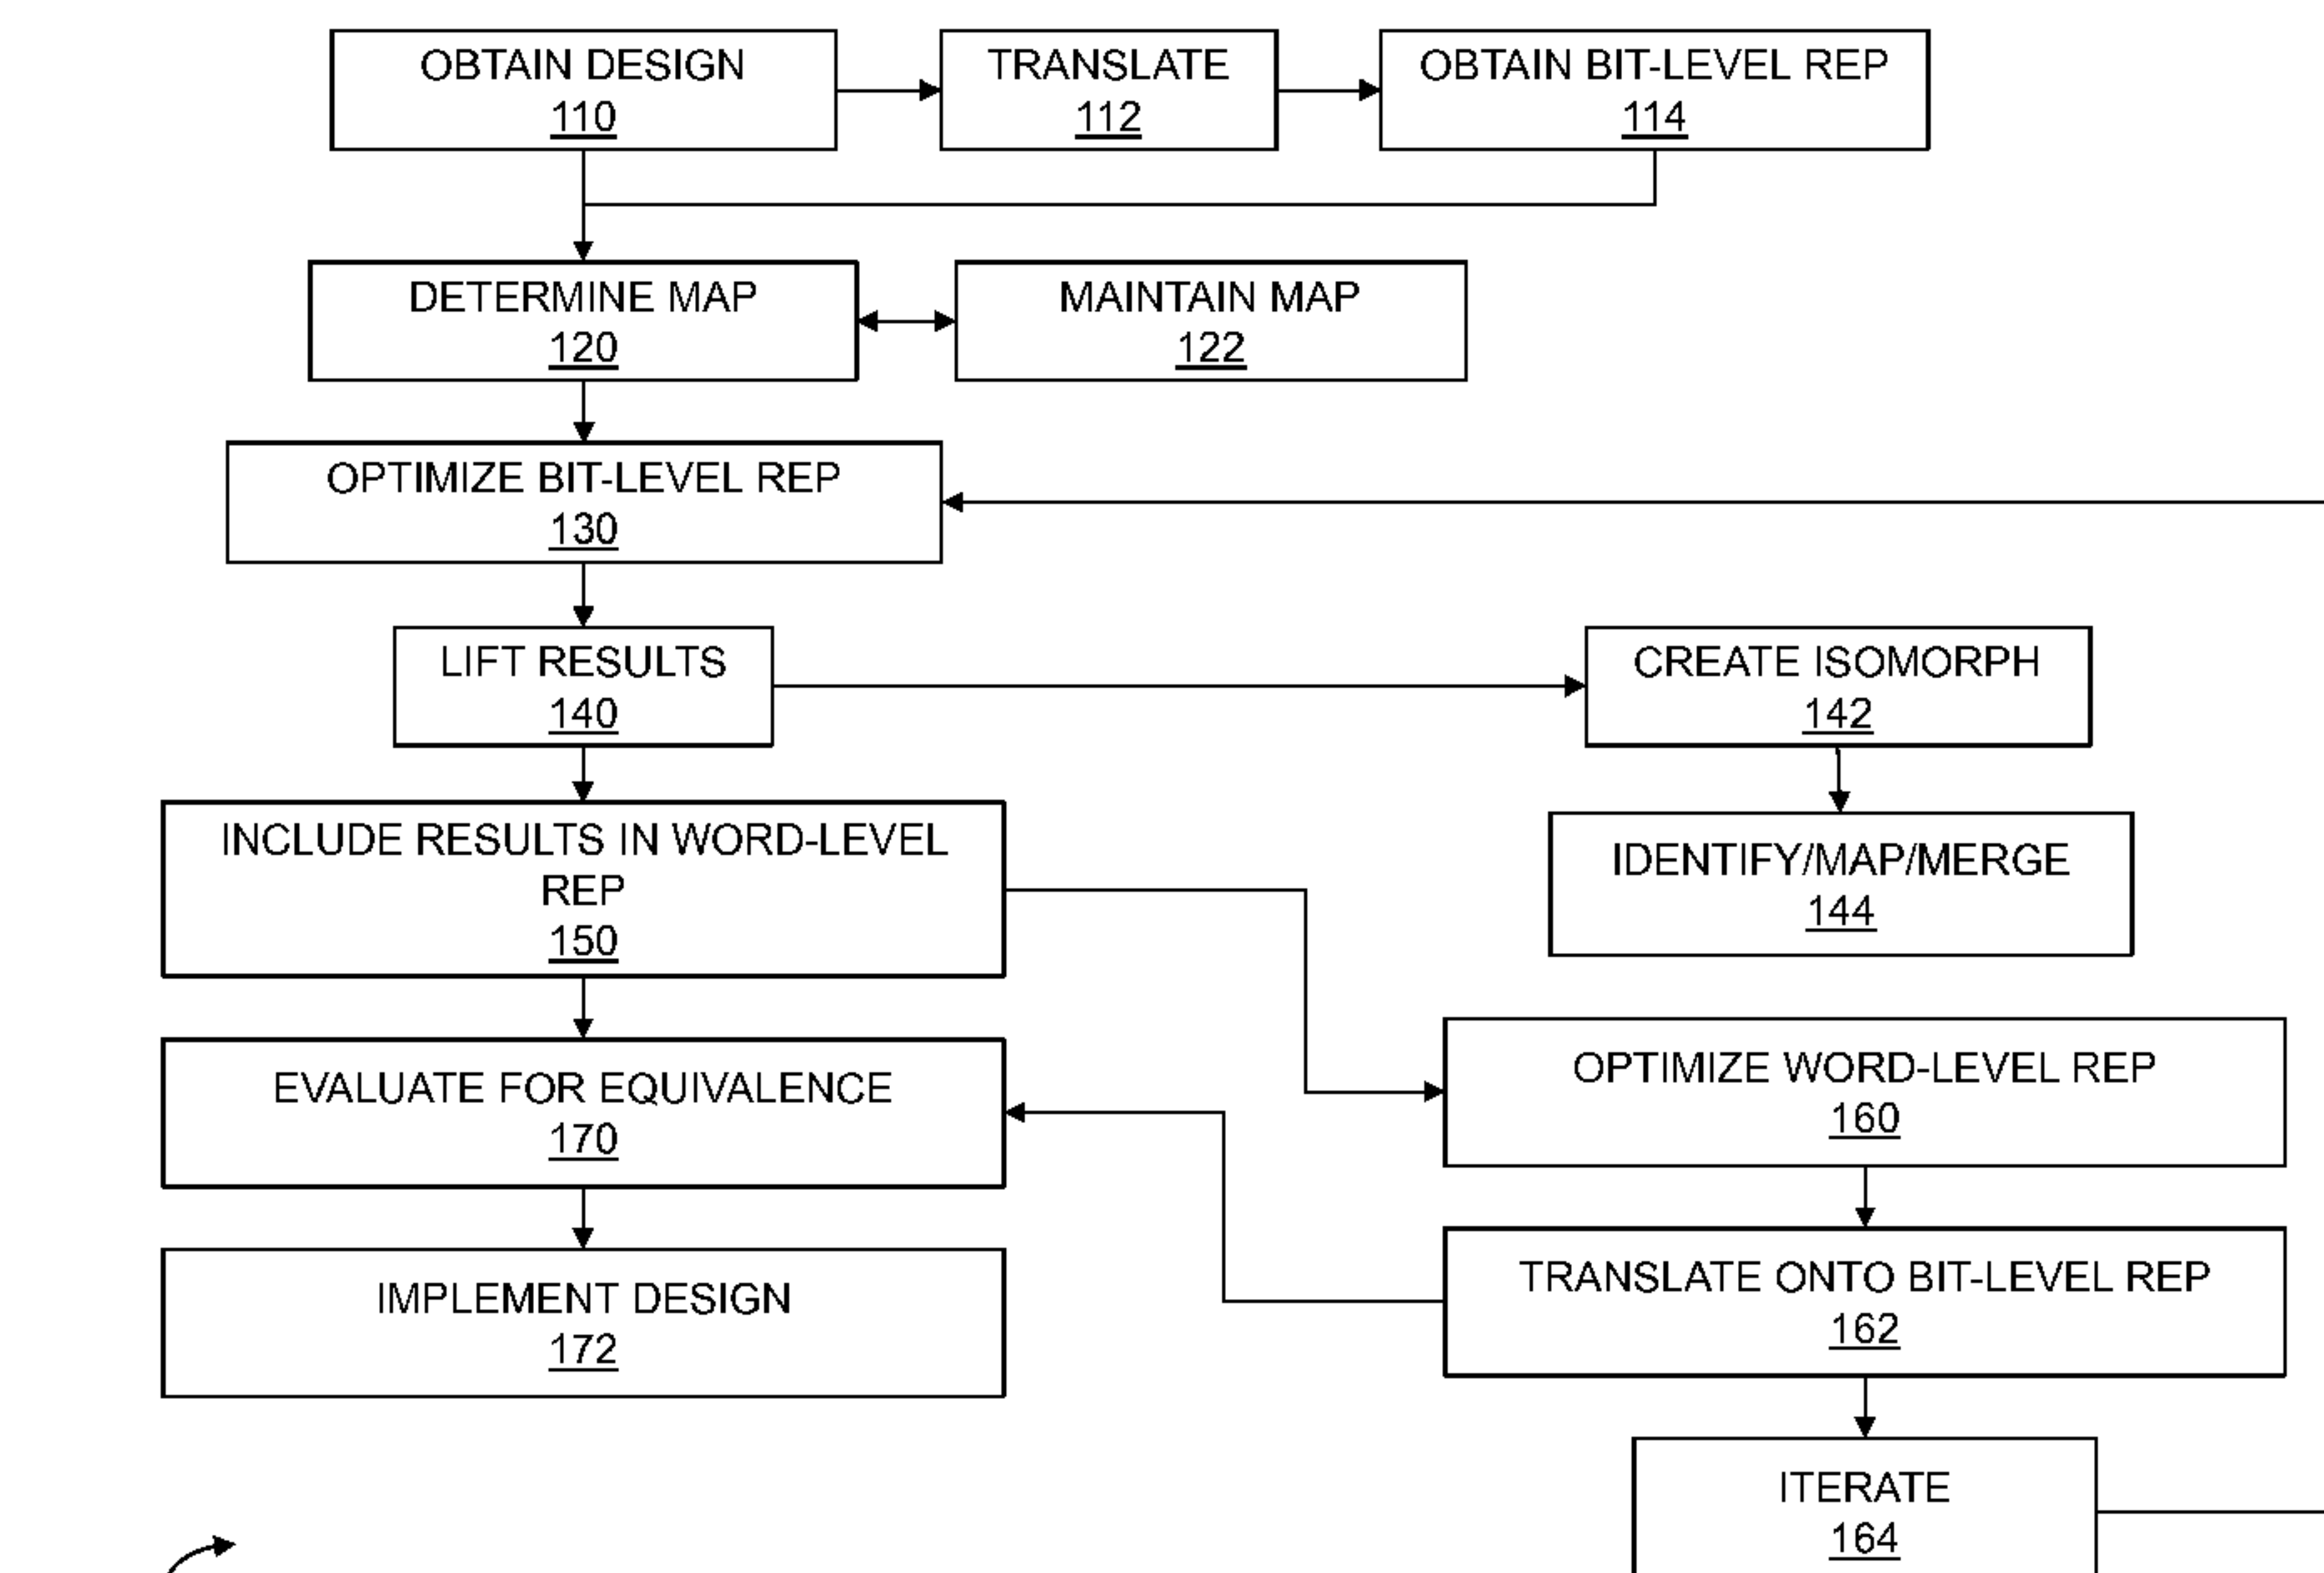 OBTAIN DESIGN
110
TRANSLATE
112
OBTAIN BIT-LEVEL REP
114
DETERMINE MAP
120
MAINTAIN MAP
122
OPTIMIZE BIT-LEVEL REP
130
LIFT RESULTS
140
CREATE ISOMORPH
142
INCLUDE RESULTS IN WORD-LEVEL
REP
150
IDENTIFY/MAP/MERGE
144
EVALUATE FOR EQUIVALENCE
170
OPTIMIZE WORD-LEVEL REP
160
IMPLEMENT DESIGN
172
TRANSLATE ONTO BIT-LEVEL REP
162
ITERATE
164